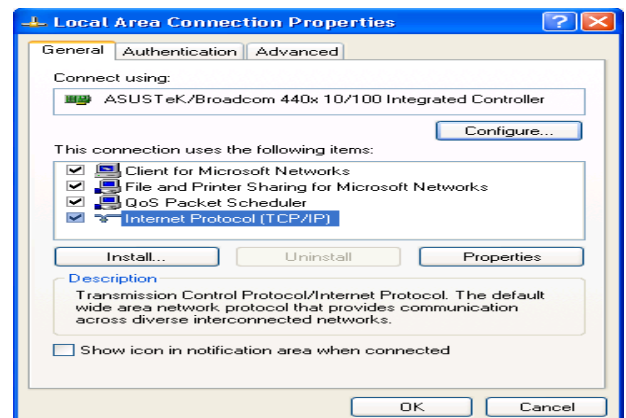 Local Area Connection Properties
General Authentication Advanced
Connect using:
ASUSTeK/Broadcom 440x 10/100 Integrated Controller
Configure...
This connection uses the following items:
Client for Microsoft Networks
File and Printer Sharing for Microsoft Networks
QoS Packet Scheduler
Internet Protocol (TCP/IP)
Install... Uninstall Properties
Description
Transmission Control Protocol/Internet Protocol. The default
wide area network protocol that provides communication
across diverse interconnected networks.
Show icon in notification area when connected
OK Cancel